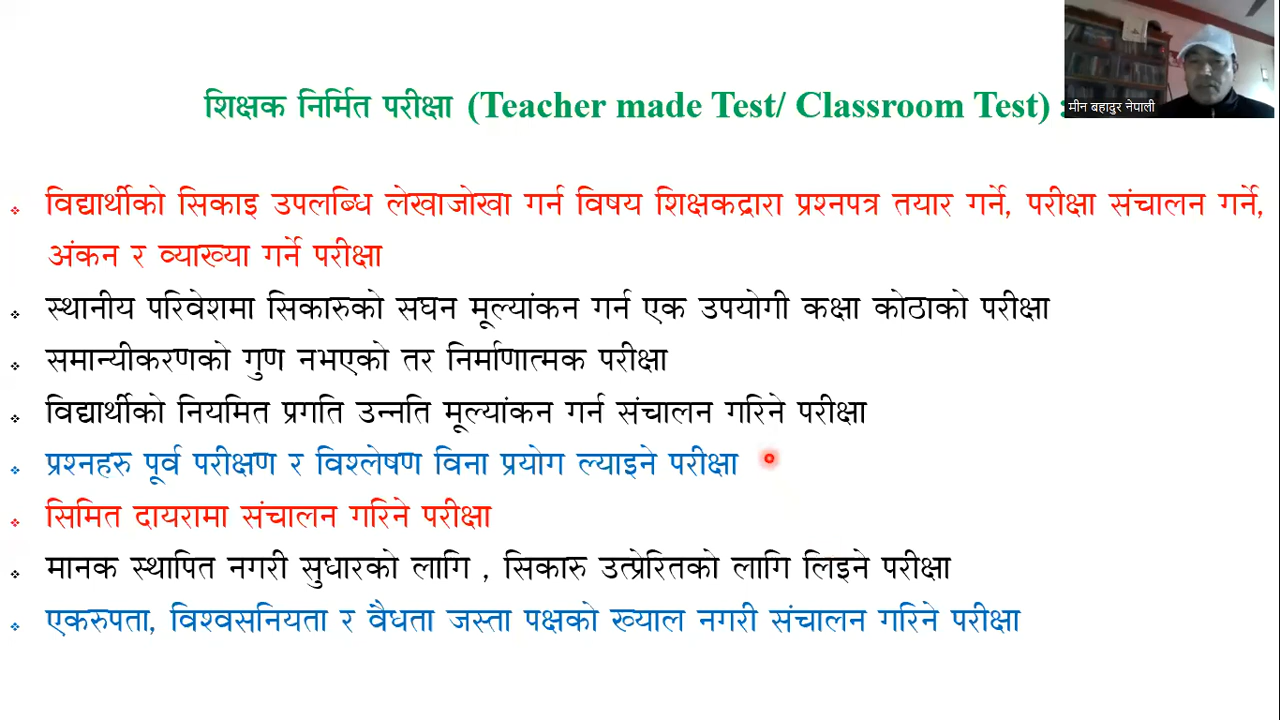 शिक्षक निर्मित परीक्षा (Teacher made Test/ Classroom Test) :
मीन बहादुर नेपाली
विद्यार्थीको सिकाइ उपलब्धि लेखाजोखा गर्न विषय शिक्षकद्वारा प्रश्नपत्र तयार गर्ने, परीक्षा संचालन गर्ने,
अंकन र व्याख्या गर्ने परीक्षा
स्थानीय परिवेशमा सिकारुको सघन मूल्यांकन गर्न एक उपयोगी कक्षा कोठाको परीक्षा
समान्यीकरणको गुण नभएको तर निर्माणात्मक परीक्षा
विद्यार्थीको नियमित प्रगति उन्नति मूल्यांकन गर्न संचालन गरिने परीक्षा
प्रश्नहरु पूर्व परीक्षण र विश्लेषण विना प्रयोग ल्याइने परीक्षा
सिमित दायरामा संचालन गरिने परीक्षा
मानक स्थापित नगरी सुधारको लागि , सिकारु उत्प्रेरितको लागि लिइने परीक्षा
एकरुपता, विश्वसनियता र वैधता जस्ता पक्षको ख्याल नगरी संचालन गरिने परीक्षा